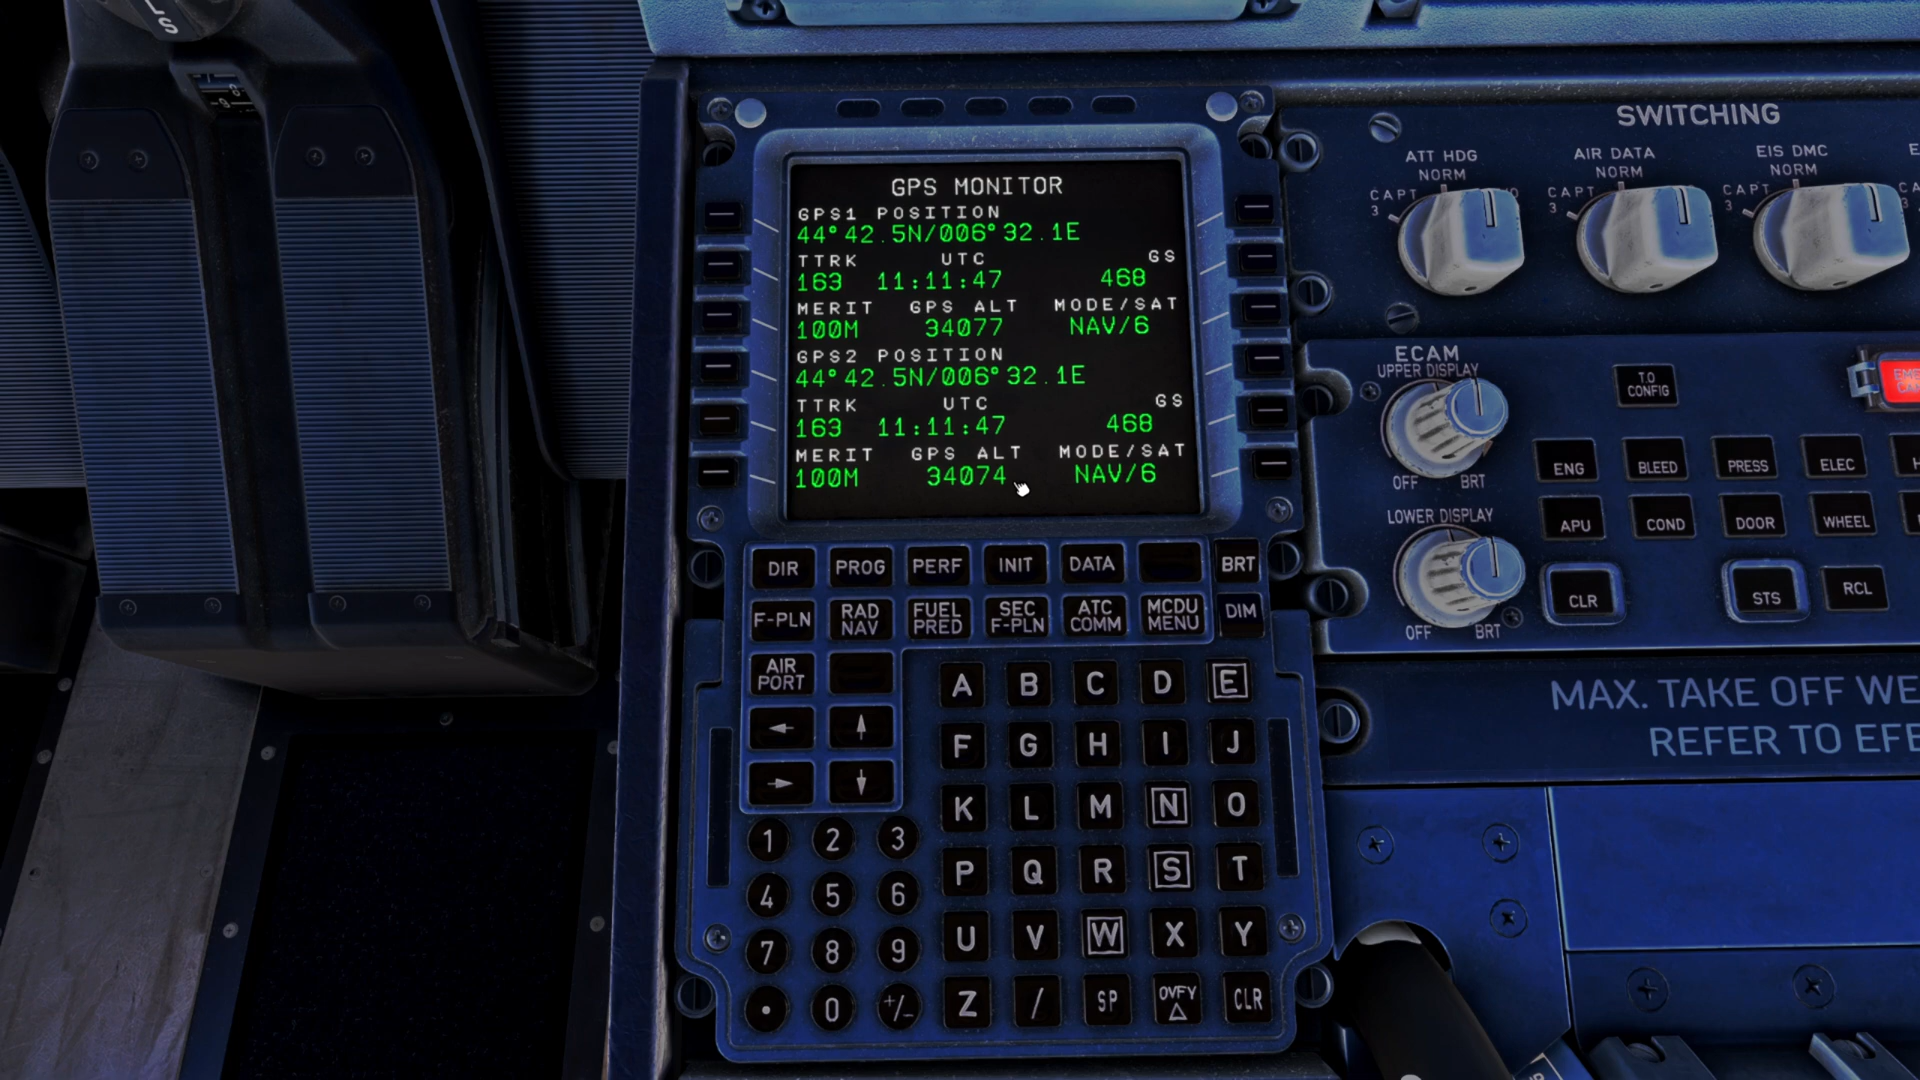 LS
GPS MONITOR
GPS1 POSITION
44°42.5N/006°32.1E
TTRK UTC GS
163 11:11:47 468
MERIT GPS ALT MODE/SAT
100M 34077 NAV/6
GPS2 POSITION
44°42.5N/006°32.1E
TTRK UTC GS
163 11:11:47 468
MERIT GPS ALT MODE/SAT
100M 34074 NAV/6
DIR PROG PERF INIT DATA BRT
F-PLN RAD NAV FUEL PRED SEC F-PLN ATC COMM MCDU MENU DIM
AIR PORT
← ↑
→ ↓
A B C D E
F G H I J
K L M N O
P Q R S T
U V W X Y
Z / SP OVFY △ CLR
1 2 3
4 5 6
7 8 9
. 0 +/-
SWITCHING
ATT HDG AIR DATA EIS DMC
NORM NORM NORM
CAPT CAPT CAPT
3 3 3
ECAM
UPPER DISPLAY
OFF BRT
LOWER DISPLAY
OFF BRT
T.O
CONFIG
ENG BLEED PRESS ELEC
APU COND DOOR WHEEL
CLR STS RCL
MAX. TAKE OFF WE
REFER TO EFB